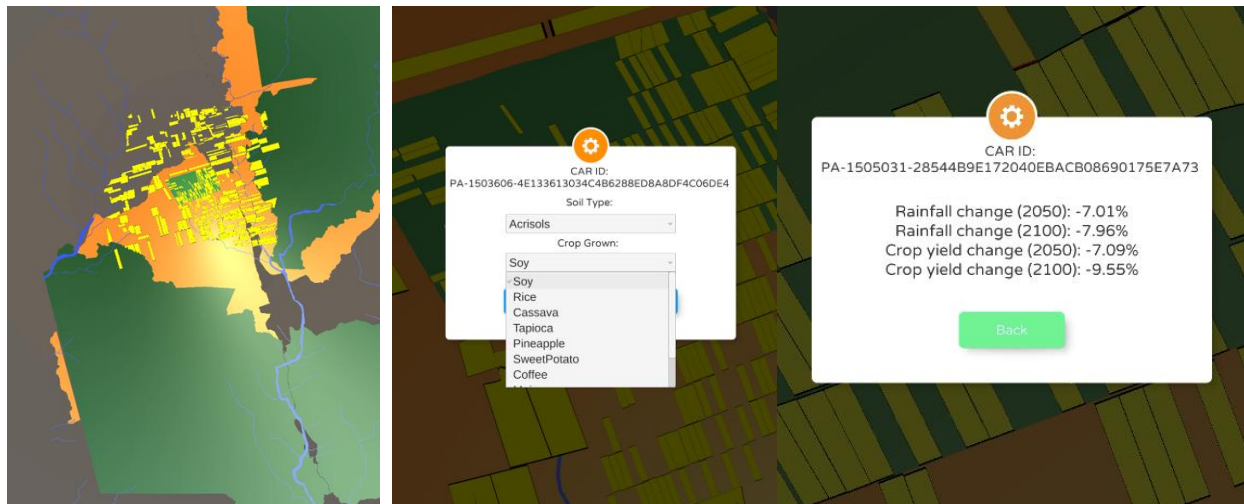 CAR ID:
PA-1503606-4E133613034C4B6288ED8A8DF4C06DE4
Soil Type:
Acrisols
Crop Grown:
Soy
Soy
Rice
Cassava
Tapioca
Pineapple
SweetPotato
Coffee
CAR ID:
PA-1505031-28544B9E172040EBACB08690175E7A73
Rainfall change (2050): -7.01%
Rainfall change (2100): -7.96%
Crop yield change (2050): -7.09%
Crop yield change (2100): -9.55%
Back